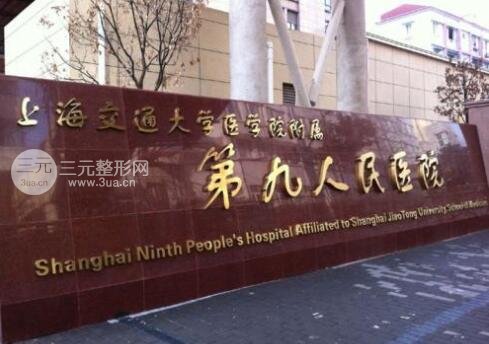 上海交通大学医学院附属
第九人民医院
Shanghai Ninth People's Hospital Affiliated to Shanghai JiaoTong University School of Medicine
三元
3ua.cn
三元整形网
www.3ua.cn